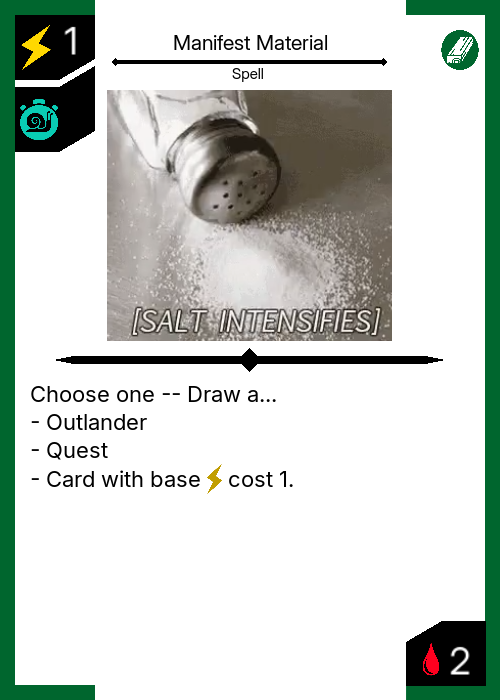 1
Manifest Material
Spell
[SALT INTENSIFIES]
Choose one -- Draw a...
- Outlander
- Quest
- Card with base cost 1.
2